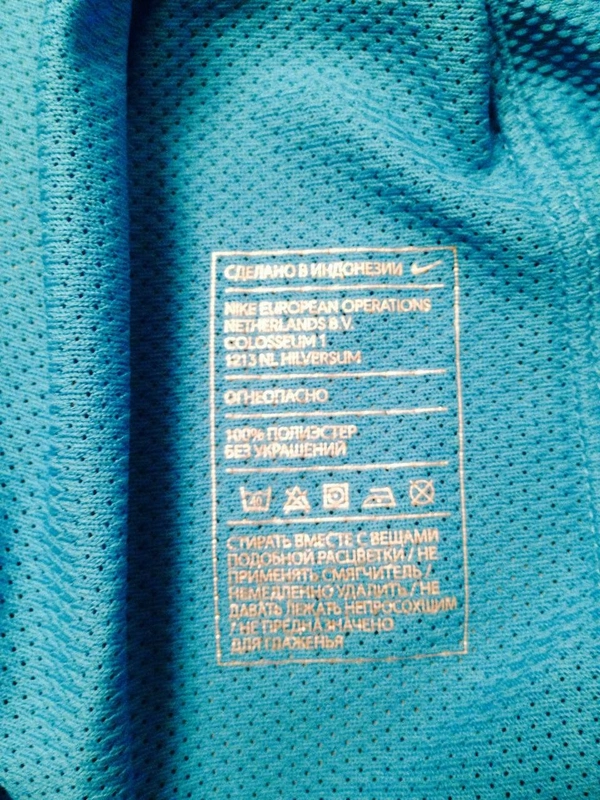 СДЕЛАНО В ИНДОНЕЗИИ
NIKE EUROPEAN OPERATIONS
NETHERLANDS B.V.
COLOSSEUM 1
1213 NL HILVERSUM
ОГНЕОПАСНО
100% ПОЛИЭСТЕР
БЕЗ УКРАШЕНИЙ
СТИРАТЬ ВМЕСТЕ С ВЕЩАМИ
ПОДОБНОЙ РАСЦВЕТКИ / НЕ
ПРИМЕНЯТЬ СМЯГЧИТЕЛЬ /
НЕМЕДЛЕННО УДАЛИТЬ / НЕ
ДАВАТЬ ЛЕЖАТЬ НЕПРОСОХШИМ
/ НЕ ПРЕДНАЗНАЧЕНО
ДЛЯ ГЛАЖЕНЬЯ